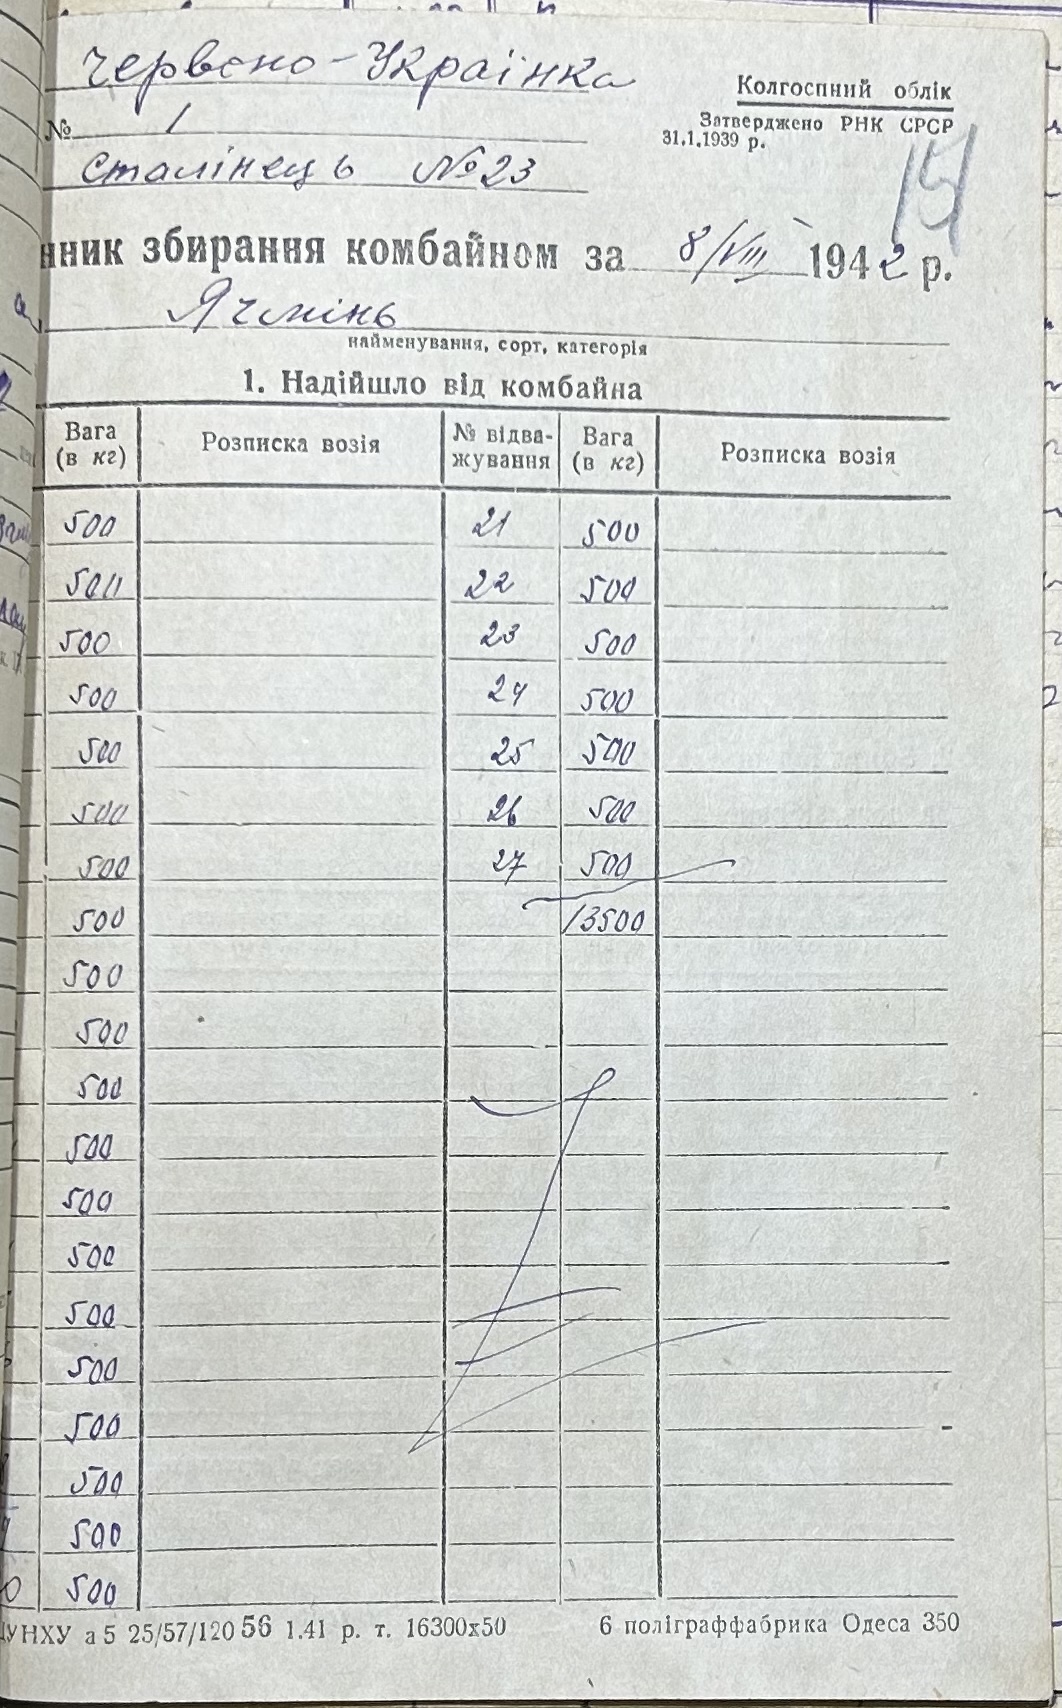 Червоно-Українка
Колгоспний облік
Затверджено РНК СРСР
31.1.1939 р.
№ 1
15
Сталінець №23
нник збирання комбайном за 8/VIII 1942 р.
Ячмінь
найменування, сорт, категорія
1. Надійшло від комбайна
Вага (в кг) Розписка возія № відва-жування Вага (в кг) Розписка возія
500 21 500
500 22 500
500 23 500
500 24 500
500 25 500
500 26 500
500 27 500
500 13500
500
500
500
500
500
500
500
500
500
500
500
500
УНХУ а 5 25/57/120 56 1.41 р. т. 16300х50 6 поліграффабрика Одеса 350